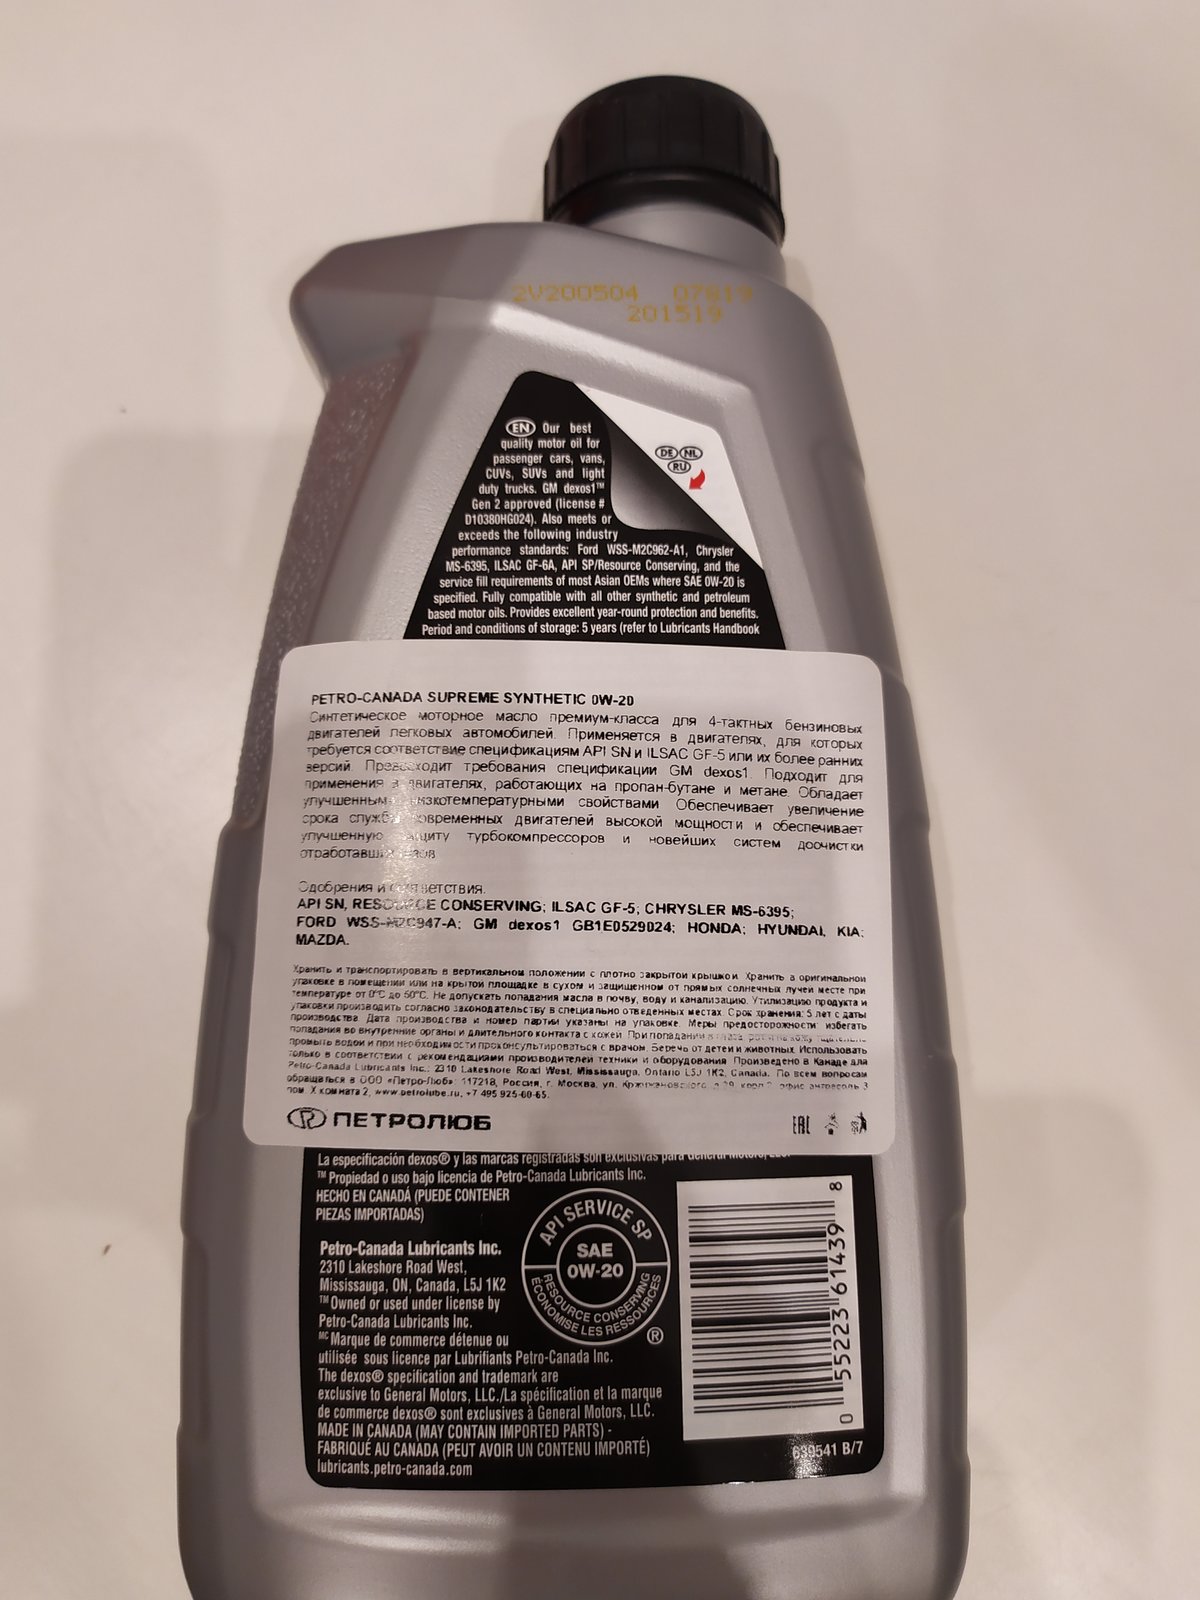 2V200504 07819
201519
EN Our best
quality motor oil for
passenger cars, vans,
CUVs, SUVs and light
duty trucks. GM dexos1™
Gen 2 approved (license #
D10380HG024). Also meets or
exceeds the following industry
performance standards: Ford WSS-M2C962-A1, Chrysler
MS-6395, ILSAC GF-6A, API SP/Resource Conserving, and the
service fill requirements of most Asian OEMs where SAE 0W-20 is
specified. Fully compatible with all other synthetic and petroleum
based motor oils. Provides excellent year-round protection and benefits.
Period and conditions of storage: 5 years (refer to Lubricants Handbook
DE NL
RU
PETRO-CANADA SUPREME SYNTHETIC 0W-20
Синтетическое моторное масло премиум-класса для 4-тактных бензиновых
двигателей легковых автомобилей. Применяется в двигателях, для которых
требуется соответствие спецификациям API SN и ILSAC GF-5 или их более ранних
версий. Превосходит требования спецификации GM dexos1. Подходит для
применения в двигателях, работающих на пропан-бутане и метане. Обладает
улучшенными низкотемпературными свойствами. Обеспечивает увеличение
срока службы современных двигателей высокой мощности и обеспечивает
улучшенную защиту турбокомпрессоров и новейших систем доочистки
отработавших газов
Одобрения и соответствия.
API SN, RESOURCE CONSERVING; ILSAC GF-5; CHRYSLER MS-6395;
FORD WSS-M2C947-A; GM dexos1 GB1E0529024; HONDA; HYUNDAI, KIA;
MAZDA.
Хранить и транспортировать в вертикальном положении с плотно закрытой крышкой. Хранить в оригинальной
упаковке в помещении или на крытой площадке в сухом и защищенном от прямых солнечных лучей месте при
температуре от 0°C до 50°C. Не допускать попадания масла в почву, воду и канализацию. Утилизацию продукта и
упаковки производить согласно законодательству в специально отведенных местах. Срок хранения: 5 лет с даты
производства. Дата производства и номер партии указаны на упаковке. Меры предосторожности: избегать
попадания во внутренние органы и длительного контакта с кожей. При попадании в глаза, рот и на кожу тщательно
промыть водой и при необходимости проконсультироваться с врачом. Беречь от детей и животных. Использовать
только в соответствии с рекомендациями производителей техники и оборудования. Произведено в Канаде для
Petro-Canada Lubricants Inc.; 2310 Lakeshore Road West, Mississauga, Ontario L5J 1K2, Canada. По всем вопросам
обращаться в ООО «Петро-Люб»: 117218, Россия, г. Москва, ул. Кржижановского, д.29, корп. офис антресоль 3
пом. X комната 2, www.petrolube.ru, +7 495 925-60-65.
ПЕТРОЛЮБ
EAC
La especificación dexos® y las marcas registradas son exclusivas para General Motors, LLC.
™ Propiedad o uso bajo licencia de Petro-Canada Lubricants Inc.
HECHO EN CANADÁ (PUEDE CONTENER
PIEZAS IMPORTADAS)
Petro-Canada Lubricants Inc.
2310 Lakeshore Road West,
Mississauga, ON, Canada, L5J 1K2
™Owned or used under license by
Petro-Canada Lubricants Inc.
MC Marque de commerce détenue ou
utilisée sous licence par Lubrifiants Petro-Canada Inc.
The dexos® specification and trademark are
exclusive to General Motors, LLC./La spécification et la marque
de commerce dexos® sont exclusives à General Motors, LLC.
MADE IN CANADA (MAY CONTAIN IMPORTED PARTS) -
FABRIQUÉ AU CANADA (PEUT AVOIR UN CONTENU IMPORTÉ)
lubricants.petro-canada.com
API SERVICE SP
SAE
0W-20
RESOURCE CONSERVING
ÉCONOMISE LES RESSOURCES
®
0 55223 61439 8
639541 B/7